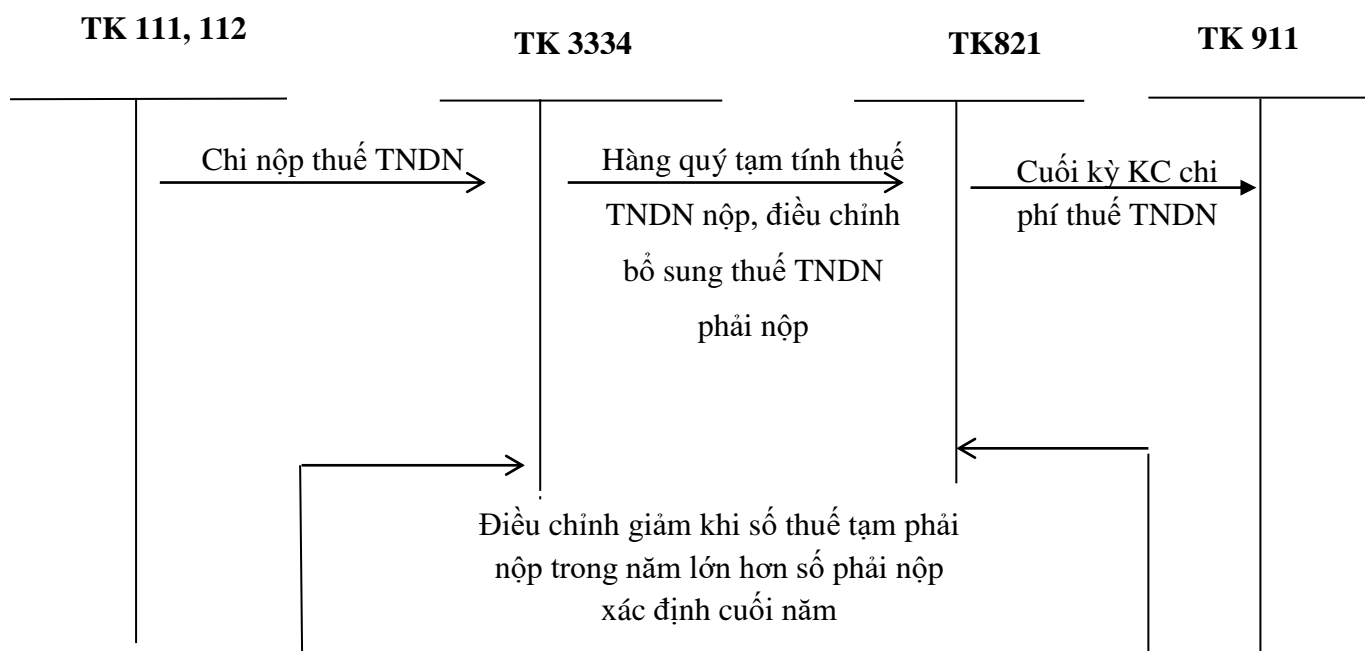 TK 111, 112
TK 3334
TK821
TK 911
Chi nộp thuế TNDN
Hàng quý tạm tính thuế
TNDN nộp, điều chỉnh
bổ sung thuế TNDN
phải nộp
Cuối kỳ KC chi
phí thuế TNDN
Điều chỉnh giảm khi số thuế tạm phải
nộp trong năm lớn hơn số phải nộp
xác định cuối năm